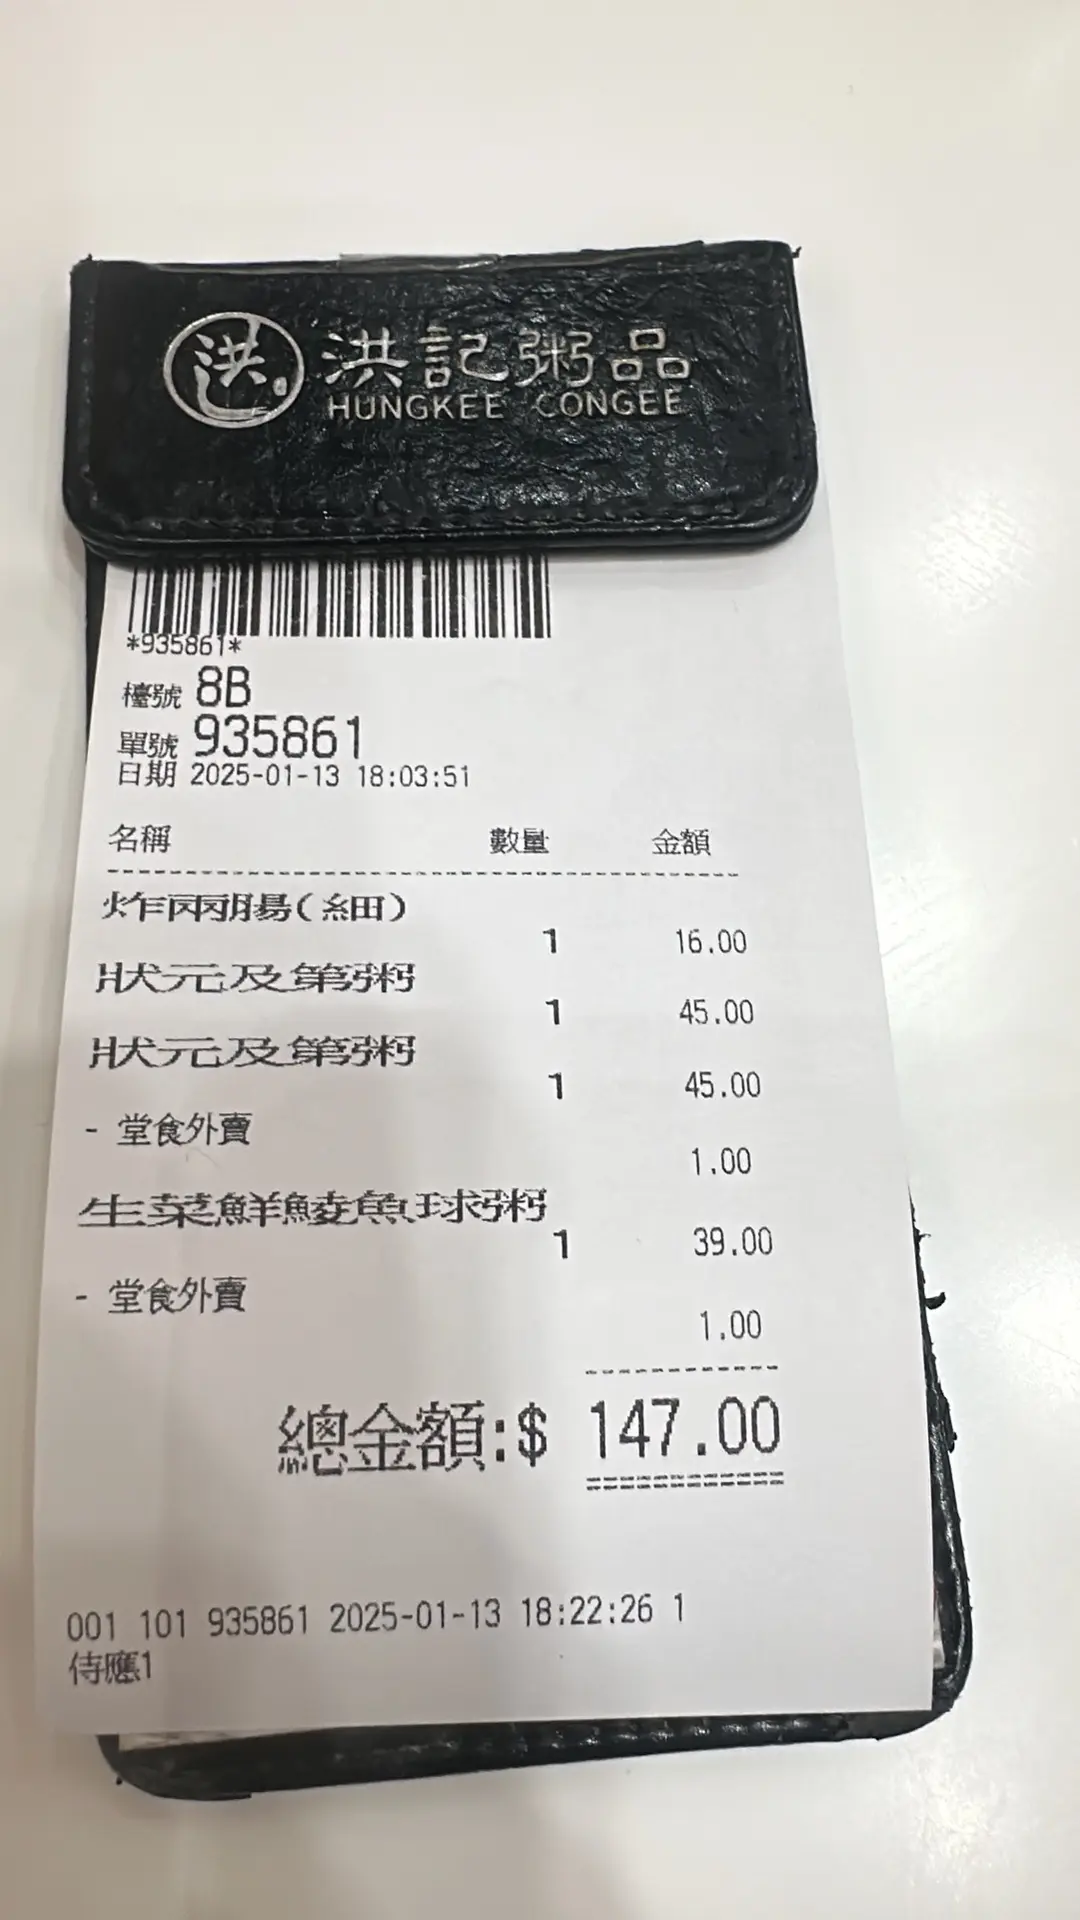 洪 洪記粥品
HUNGKEE CONGEE
*935861*
檯號 8B
單號 935861
日期 2025-01-13 18:03:51
名稱 數量 金額
炸兩腸(細)
1 16.00
狀元及第粥
1 45.00
狀元及第粥
1 45.00
- 堂食外賣
1.00
生菜鮮鯪魚球粥
1 39.00
- 堂食外賣
1.00
總金額:$ 147.00
001 101 935861 2025-01-13 18:22:26 1
侍應1